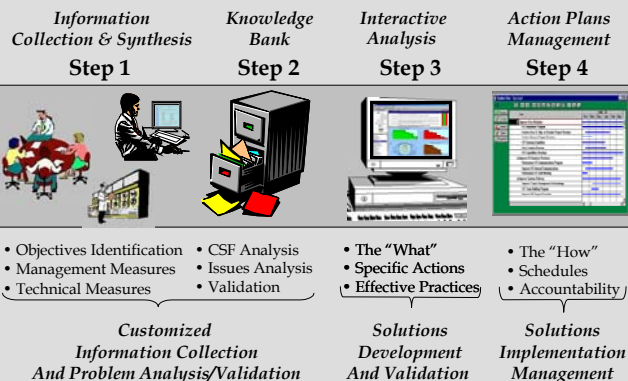 Information
Collection & Synthesis
Step 1
Knowledge
Bank
Step 2
Interactive
Analysis
Step 3
Action Plans
Management
Step 4
• Objectives Identification
• Management Measures
• Technical Measures
• CSF Analysis
• Issues Analysis
• Validation
• The “What”
• Specific Actions
• Effective Practices
• The “How”
• Schedules
• Accountability
Customized
Information Collection
And Problem Analysis/Validation
Solutions
Development
And Validation
Solutions
Implementation
Management